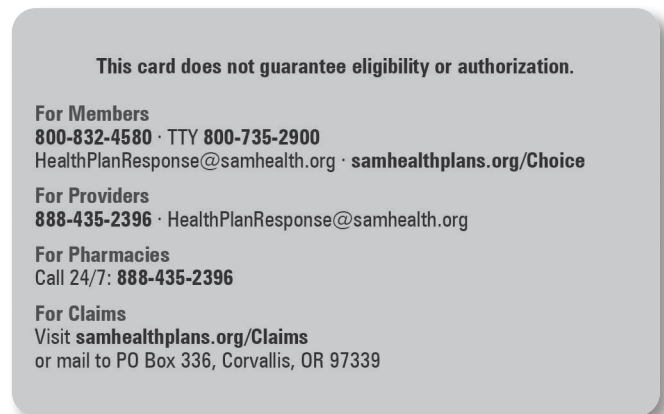 This card does not guarantee eligibility or authorization.
For Members
800-832-4580 · TTY 800-735-2900
HealthPlanResponse@samhealth.org · samhealthplans.org/Choice
For Providers
888-435-2396 · HealthPlanResponse@samhealth.org
For Pharmacies
Call 24/7: 888-435-2396
For Claims
Visit samhealthplans.org/Claims
or mail to PO Box 336, Corvallis, OR 97339